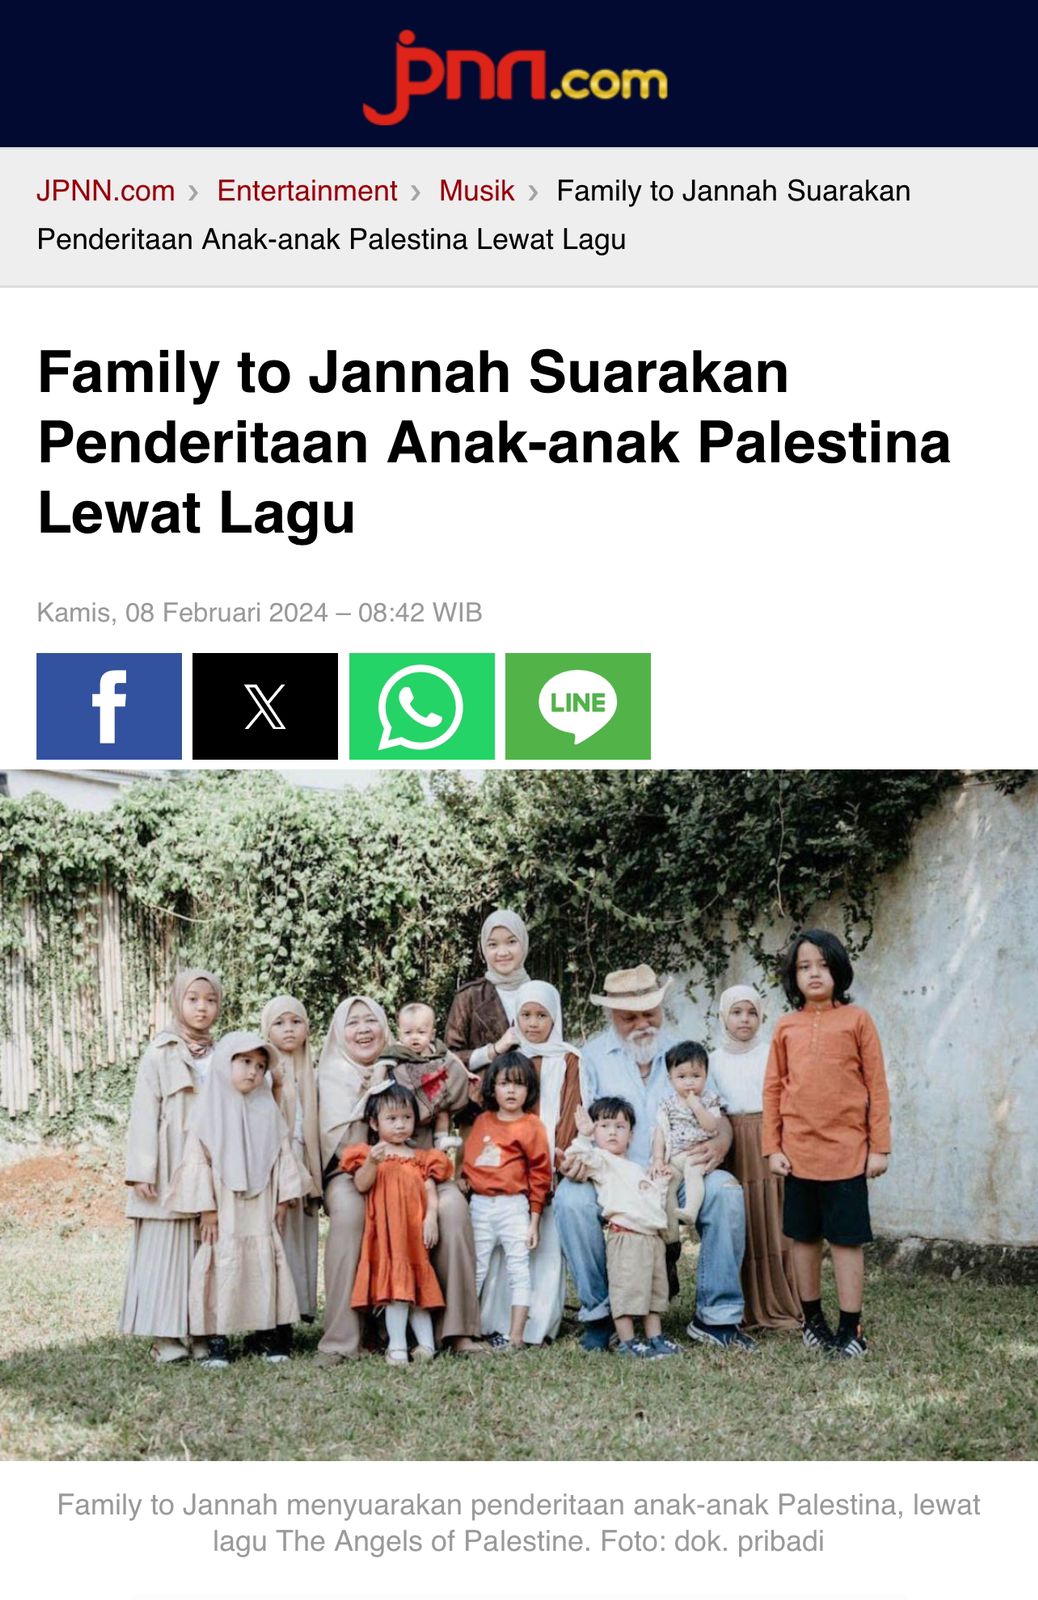 jpnn.com
JPNN.com › Entertainment › Musik › Family to Jannah Suarakan
Penderitaan Anak-anak Palestina Lewat Lagu
Family to Jannah Suarakan
Penderitaan Anak-anak Palestina
Lewat Lagu
Kamis, 08 Februari 2024 – 08:42 WIB
f X LINE
Family to Jannah menyuarakan penderitaan anak-anak Palestina, lewat
lagu The Angels of Palestine. Foto: dok. pribadi